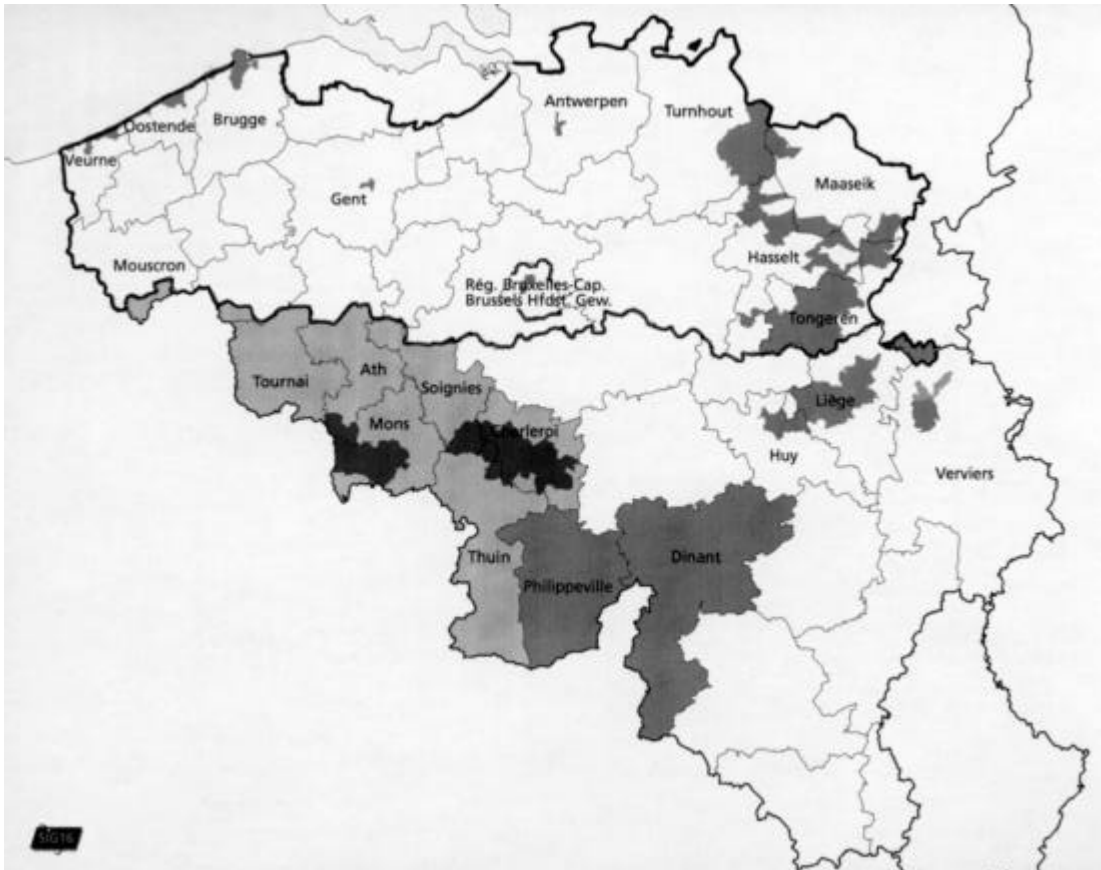 Antwerpen
Turnhout
Oostende
Brugge
Veurne
Maaseik
Gent
Hasselt
Mouscron
Rég. Bruxelles-Cap.
Brussels Hfdst. Gew.
Tongeren
Tournai
Ath
Soignies
Liège
Mons
Charleroi
Huy
Verviers
Thuin
Dinant
Philippeville
SIG16